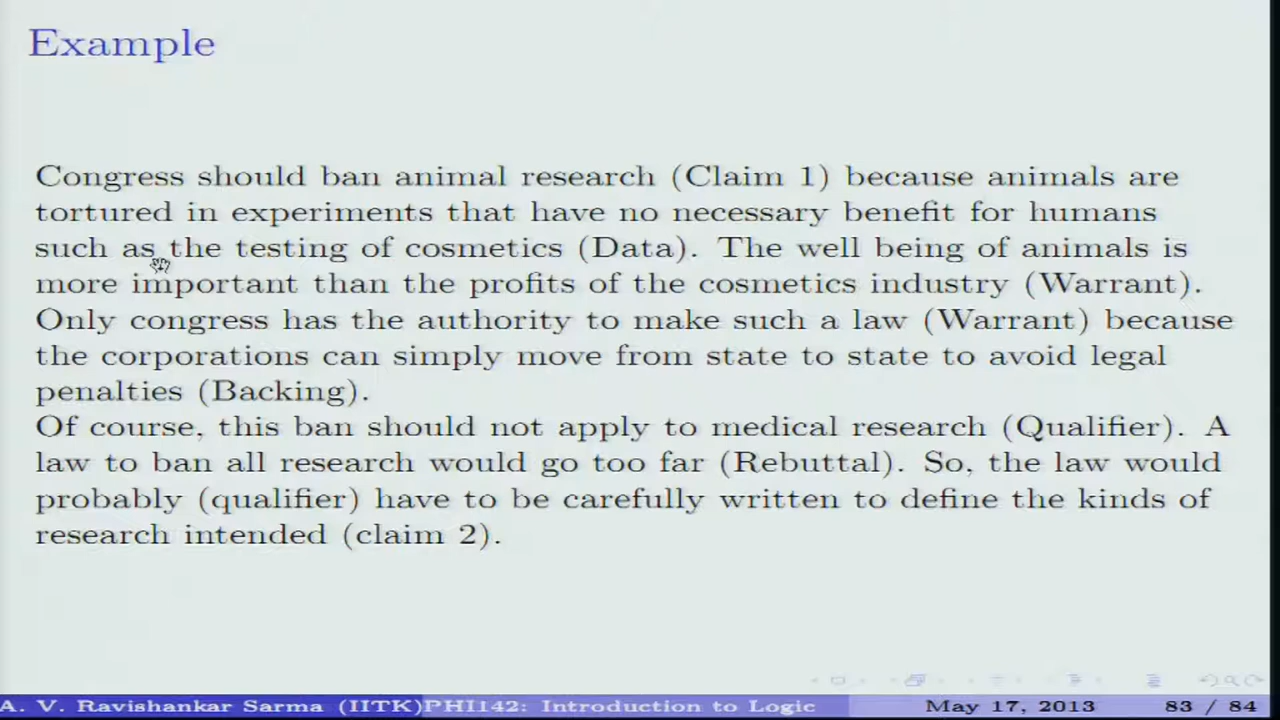 Example
Congress should ban animal research (Claim 1) because animals are
tortured in experiments that have no necessary benefit for humans
such as the testing of cosmetics (Data). The well being of animals is
more important than the profits of the cosmetics industry (Warrant).
Only congress has the authority to make such a law (Warrant) because
the corporations can simply move from state to state to avoid legal
penalties (Backing).
Of course, this ban should not apply to medical research (Qualifier). A
law to ban all research would go too far (Rebuttal). So, the law would
probably (qualifier) have to be carefully written to define the kinds of
research intended (claim 2).
A. V. Ravishankar Sarma (IITK) PHI142: Introduction to Logic May 17, 2013 83 / 84